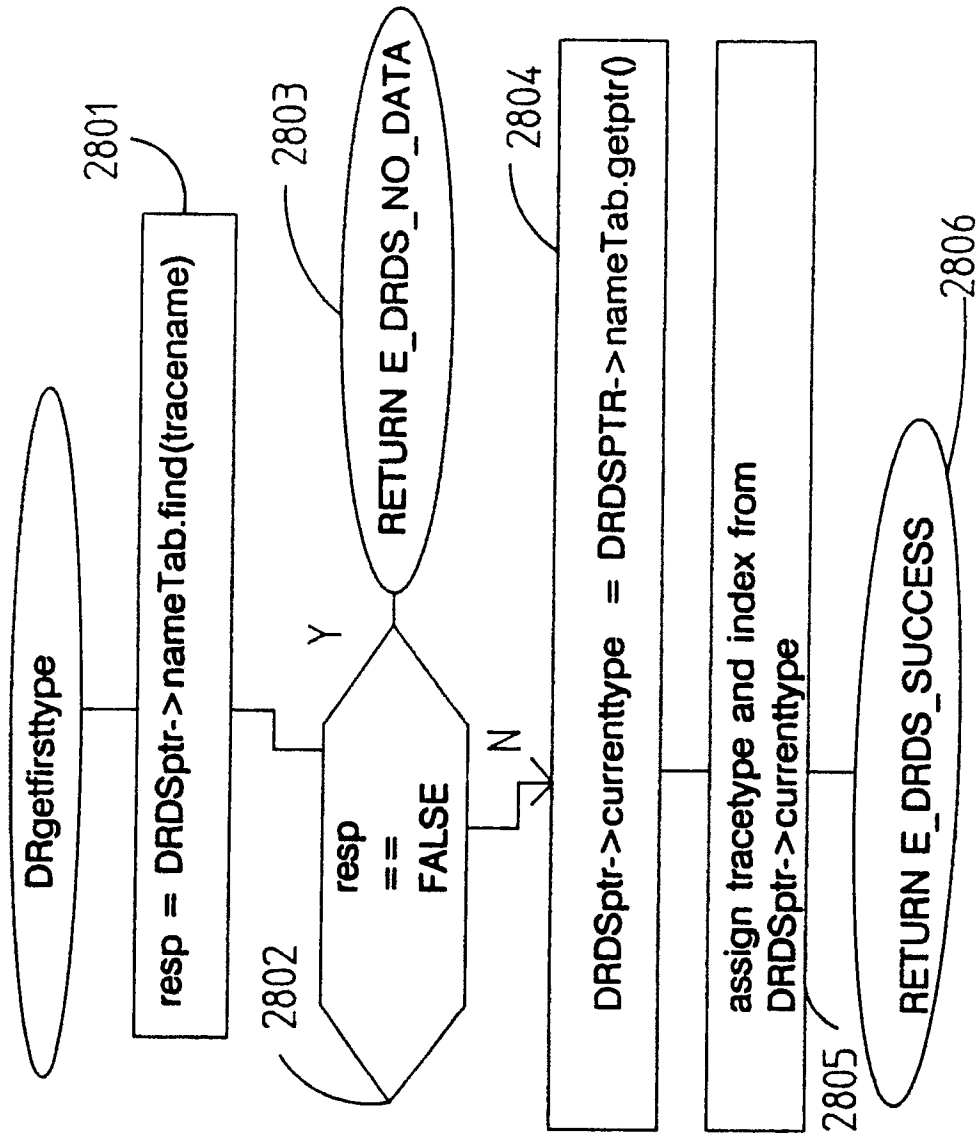 DRgetfirsttype
2801
resp = DRDSptr->nameTab.find(tracename)
2802
resp
==
FALSE
Y
2803
RETURN E_DRDS_NO_DATA
N
2804
DRDSptr->currenttype = DRDSPTR->nameTab.getptr()
assign tracetype and index from
DRDSptr->currenttype
2805
RETURN E_DRDS_SUCCESS
2806